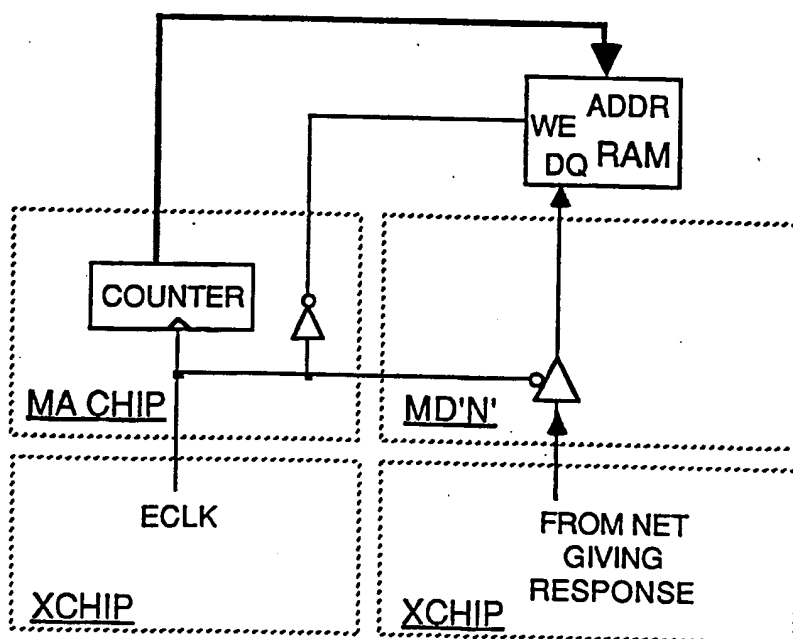 ADDR
WE
DQ RAM
COUNTER
MA CHIP
MD'N'
ECLK
FROM NET
GIVING
RESPONSE
XCHIP
XCHIP